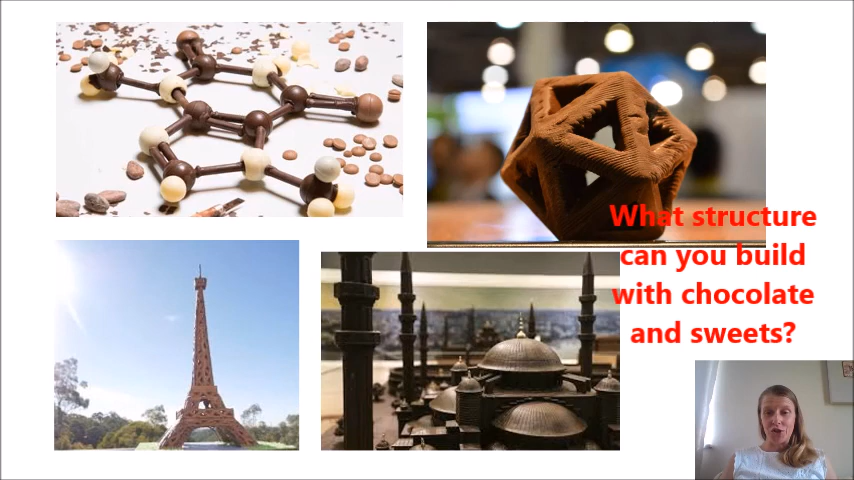 What structure
can you build
with chocolate
and sweets?